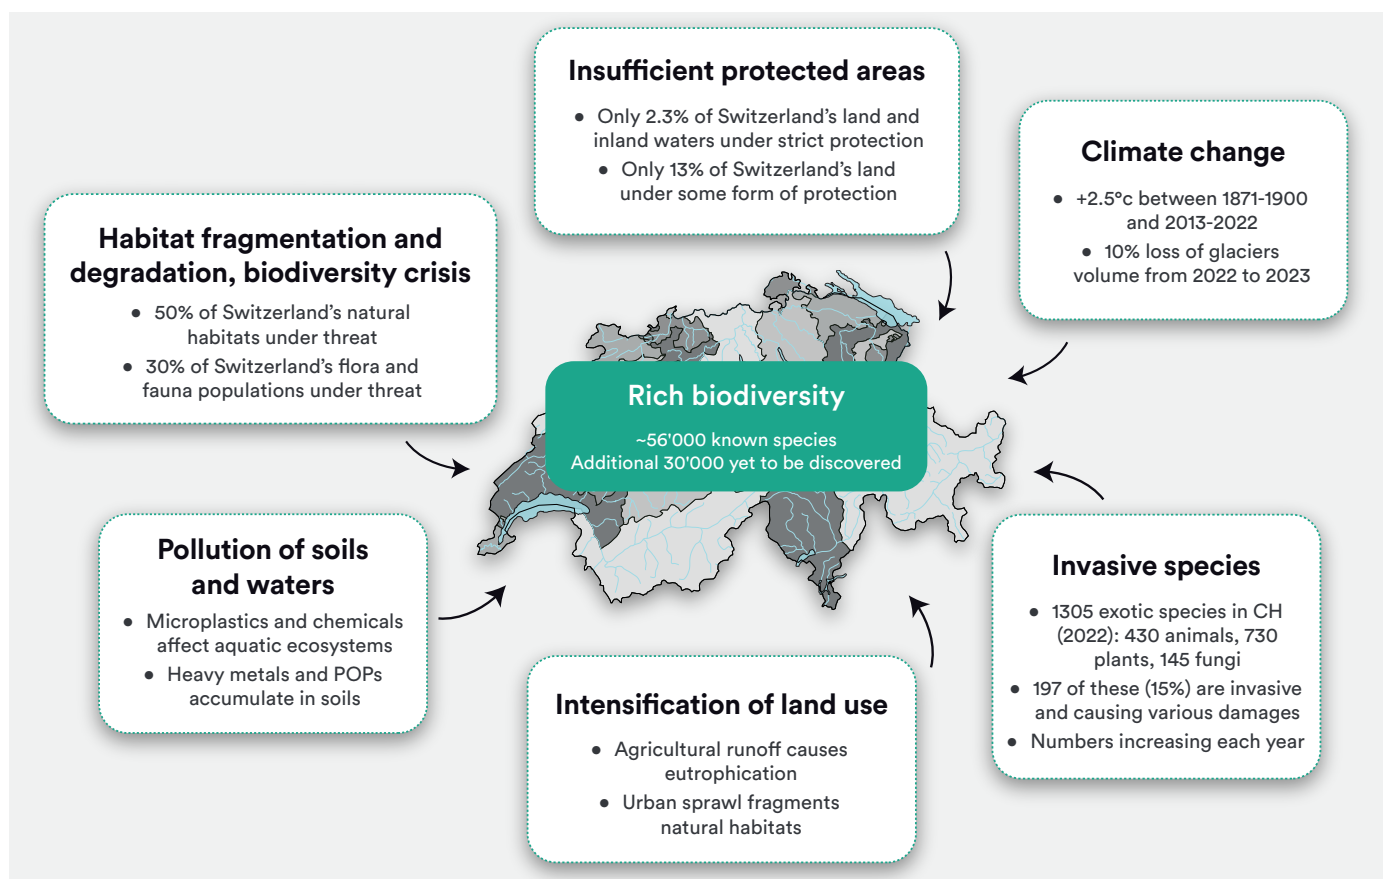 Insufficient protected areas
● Only 2.3% of Switzerland’s land and
inland waters under strict protection
● Only 13% of Switzerland’s land
under some form of protection
Climate change
● +2.5°c between 1871-1900
and 2013-2022
● 10% loss of glaciers
volume from 2022 to 2023
Habitat fragmentation and
degradation, biodiversity crisis
● 50% of Switzerland’s natural
habitats under threat
● 30% of Switzerland’s flora and
fauna populations under threat
Rich biodiversity
~56'000 known species
Additional 30'000 yet to be discovered
Pollution of soils
and waters
● Microplastics and chemicals
affect aquatic ecosystems
● Heavy metals and POPs
accumulate in soils
Invasive species
● 1305 exotic species in CH
(2022): 430 animals, 730
plants, 145 fungi
● 197 of these (15%) are invasive
and causing various damages
● Numbers increasing each year
Intensification of land use
● Agricultural runoff causes
eutrophication
● Urban sprawl fragments
natural habitats